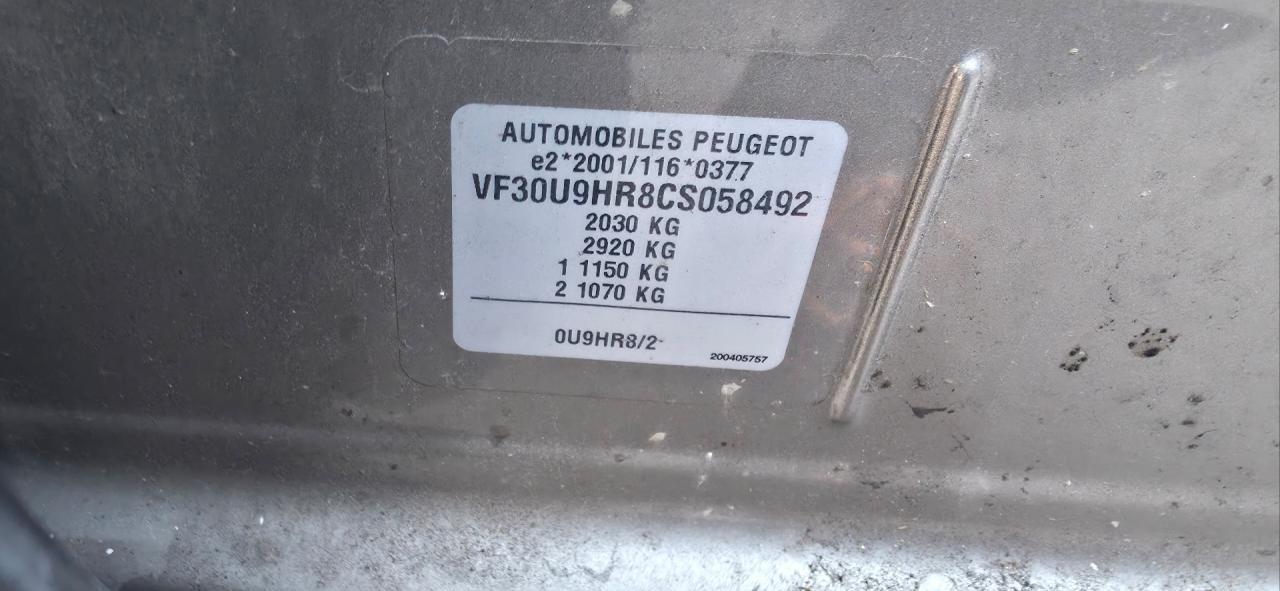 AUTOMOBILES PEUGEOT
e2*2001/116*0377
VF30U9HR8CS058492
2030 KG
2920 KG
1 1150 KG
2 1070 KG
0U9HR8/2
200405757